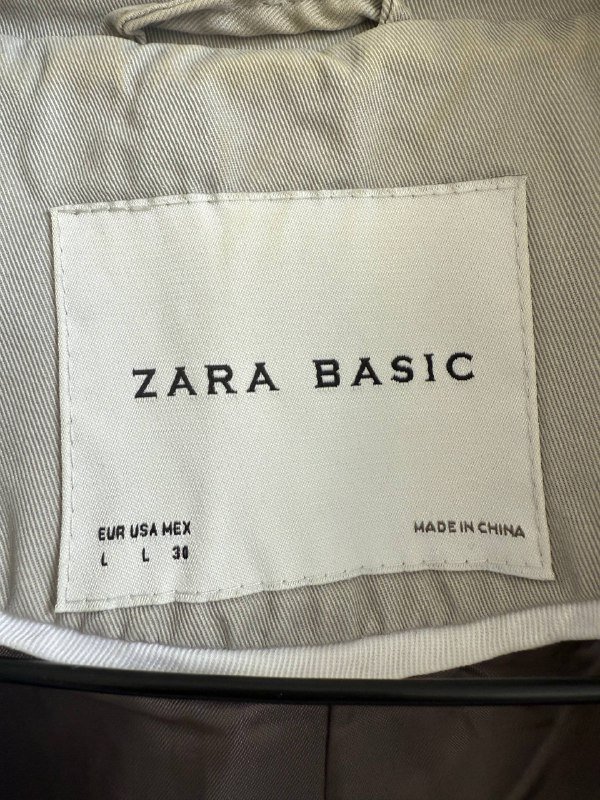 ZARA BASIC
EUR USA MEX
L L 30
MADE IN CHINA